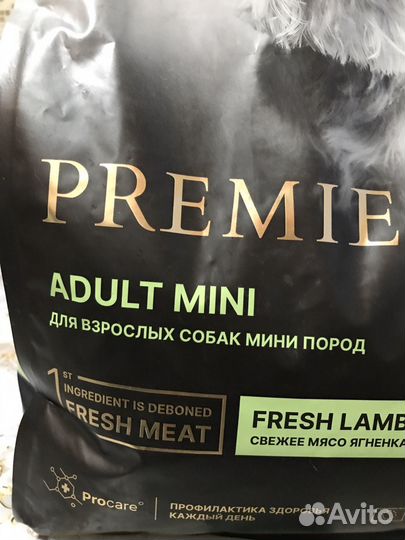 PREMIE
ADULT MINI
ДЛЯ ВЗРОСЛЫХ СОБАК МИНИ ПОРОД
1ST
INGREDIENT IS DEBONED
FRESH MEAT
FRESH LAMB
СВЕЖЕЕ МЯСО ЯГНЕНКА
Procare
ПРОФИЛАКТИКА ЗДОРОВЬЯ
КАЖДЫЙ ДЕНЬ
Avito